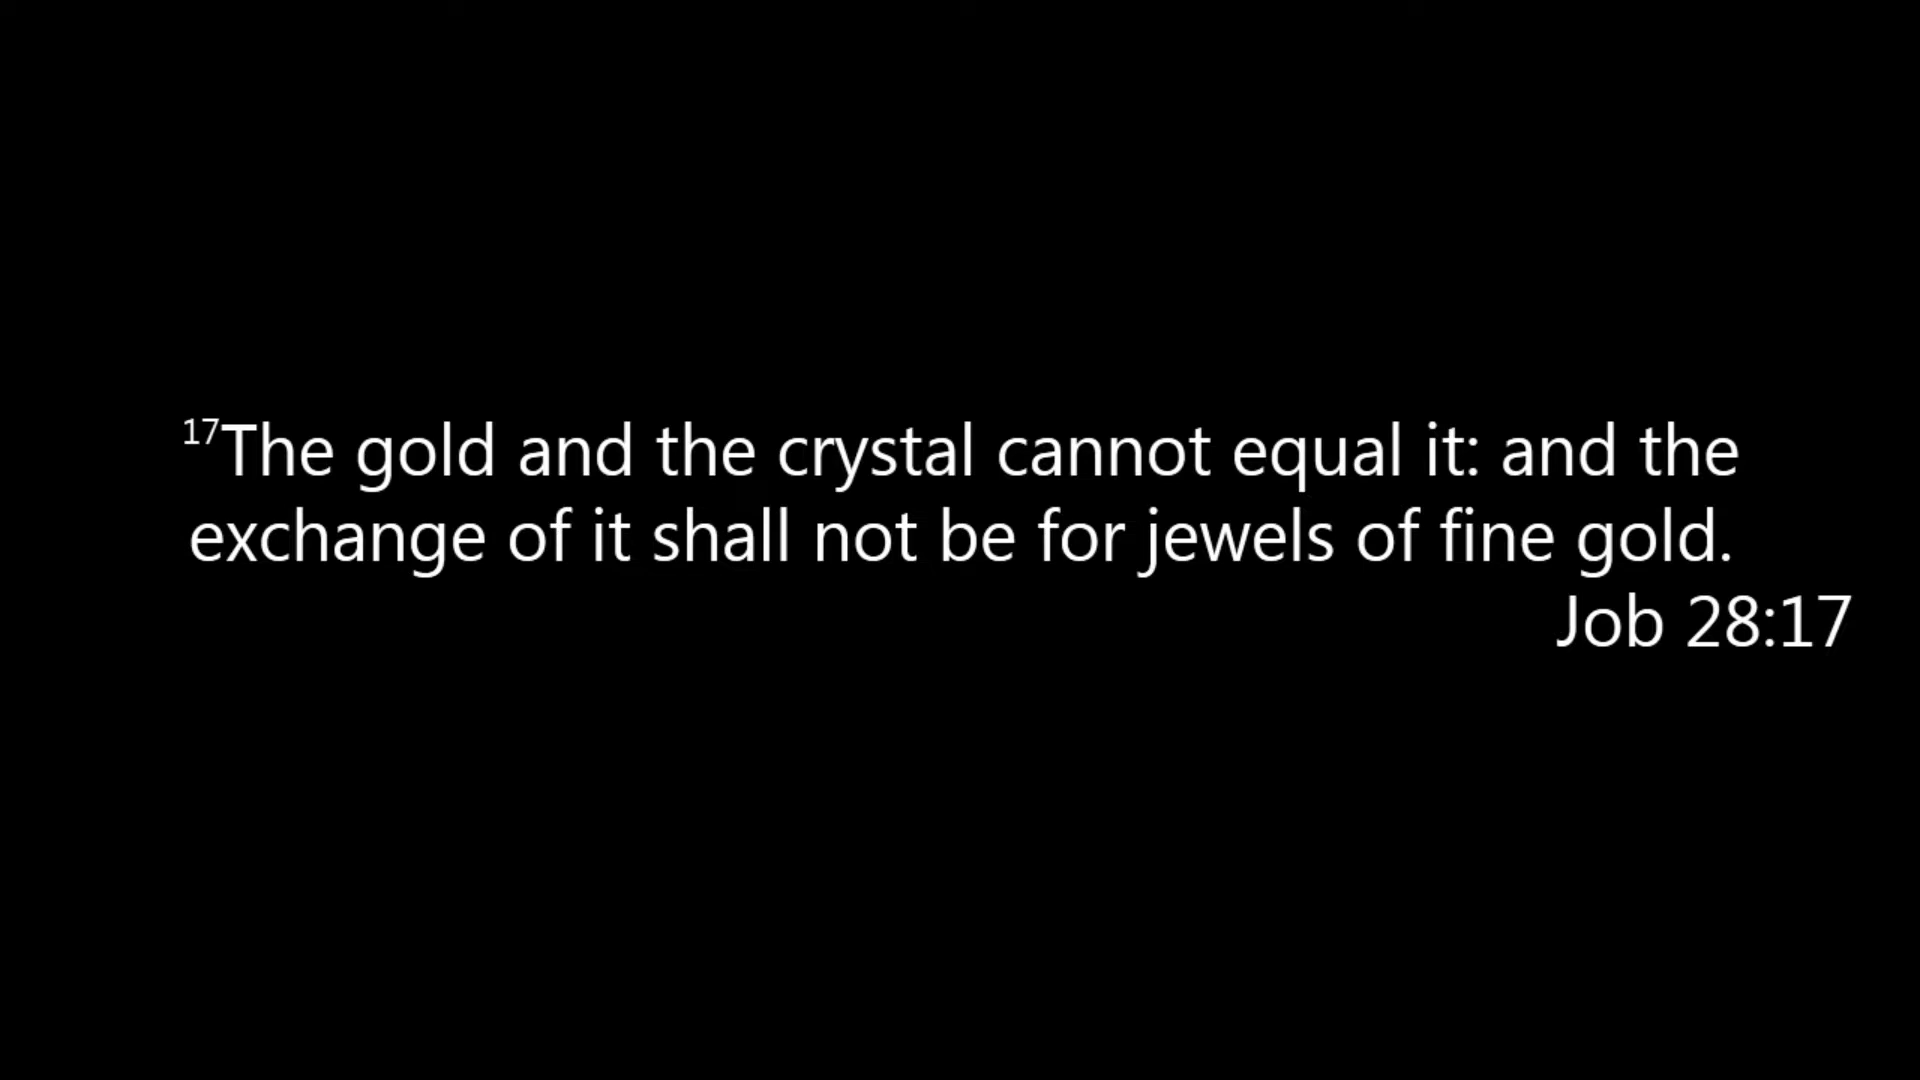 17The gold and the crystal cannot equal it: and the
exchange of it shall not be for jewels of fine gold.
Job 28:17